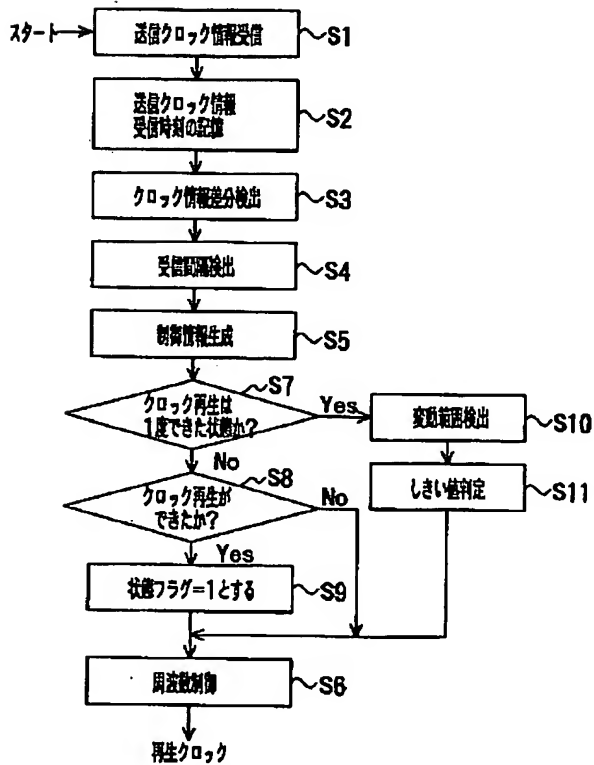 スタート
送信クロック情報受信
S1
送信クロック情報
受信時刻の記憶
S2
クロック情報差分検出
S3
受信間隔検出
S4
制御情報生成
S5
S7
クロック再生は
1度できた状態か?
Yes
変動範囲検出
S10
No
S8
クロック再生が
できたか?
No
しきい値判定
S11
Yes
状態フラグ=1とする
S9
周波数制御
S6
再生クロック